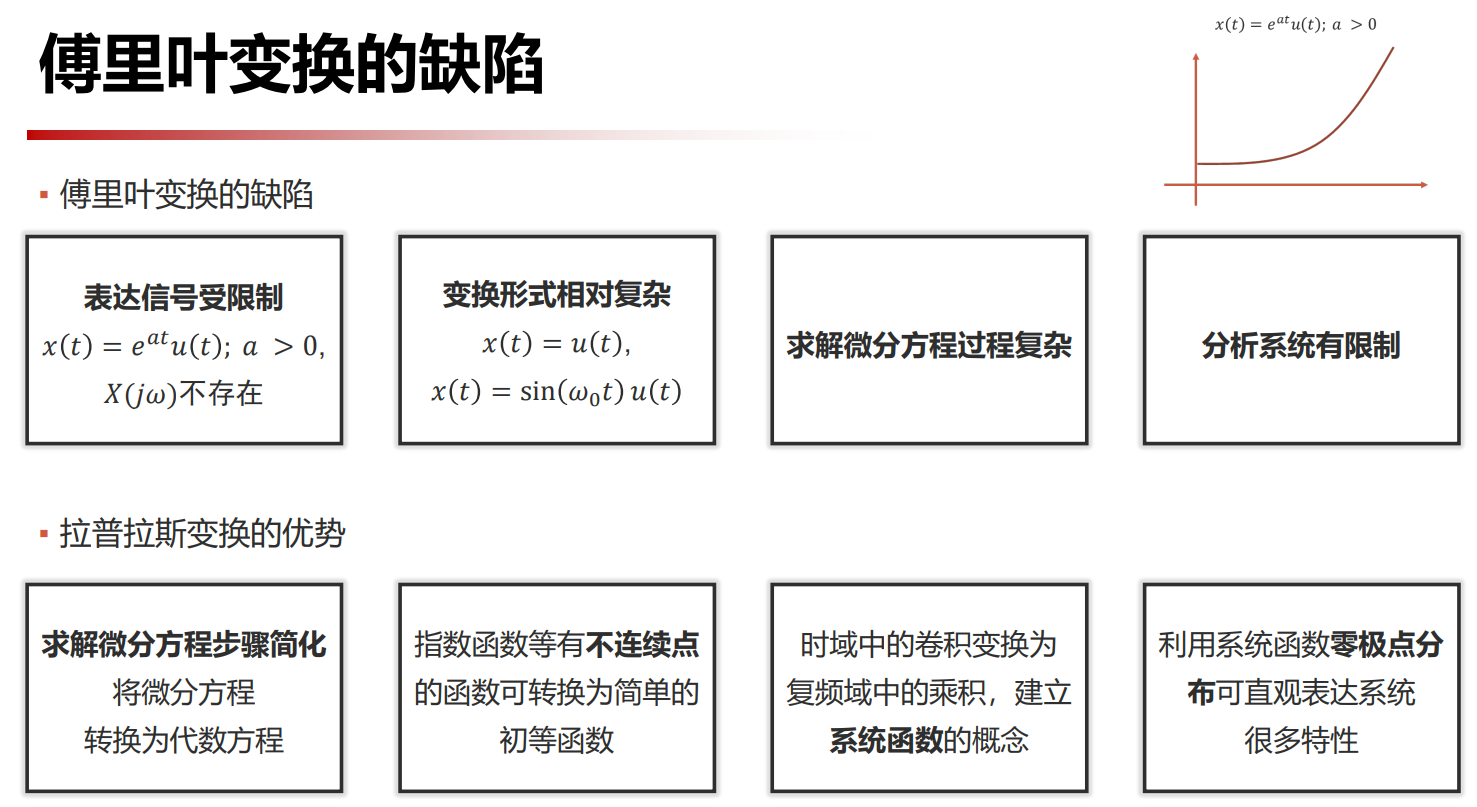 傅里叶变换的缺陷
x(t) = e^{at}u(t); a > 0
▪ 傅里叶变换的缺陷
表达信号受限制
x(t) = e^{at}u(t); a > 0,
X(jω)不存在
变换形式相对复杂
x(t) = u(t),
x(t) = sin(ω₀t) u(t)
求解微分方程过程复杂
分析系统有限制
▪ 拉普拉斯变换的优势
求解微分方程步骤简化
将微分方程
转换为代数方程
指数函数等有不连续点
的函数可转换为简单的
初等函数
时域中的卷积变换为
复频域中的乘积，建立
系统函数的概念
利用系统函数零极点分
布可直观表达系统
很多特性